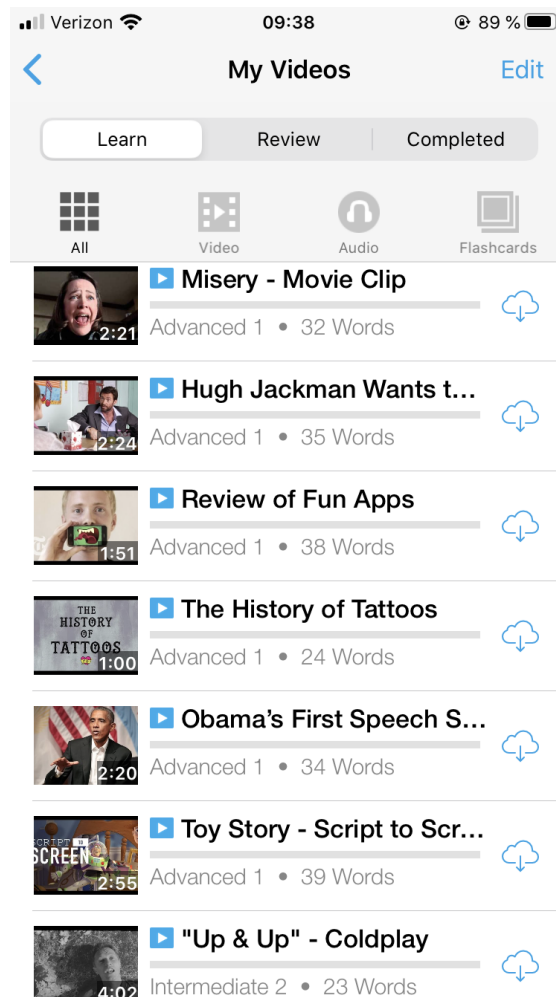 Verizon 09:38 89 %
My Videos Edit
Learn Review Completed
All Video Audio Flashcards
Misery - Movie Clip
2:21
Advanced 1 • 32 Words
Hugh Jackman Wants t...
2:24
Advanced 1 • 35 Words
Review of Fun Apps
1:51
Advanced 1 • 38 Words
The History of Tattoos
THE
HISTORY
OF
TATTOOS
1:00
Advanced 1 • 24 Words
Obama’s First Speech S...
2:20
Advanced 1 • 34 Words
Toy Story - Script to Scr...
SCRIPT TO
SCREEN
2:55
Advanced 1 • 39 Words
"Up & Up" - Coldplay
4:02
Intermediate 2 • 23 Words